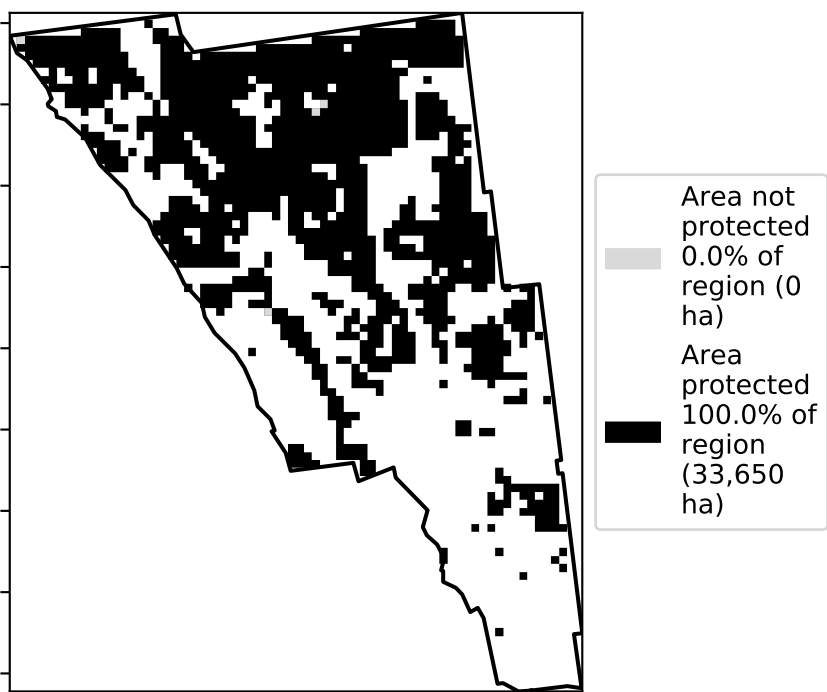 Area not
protected
0.0% of
region (0
ha)
Area
protected
100.0% of
region
(33,650
ha)